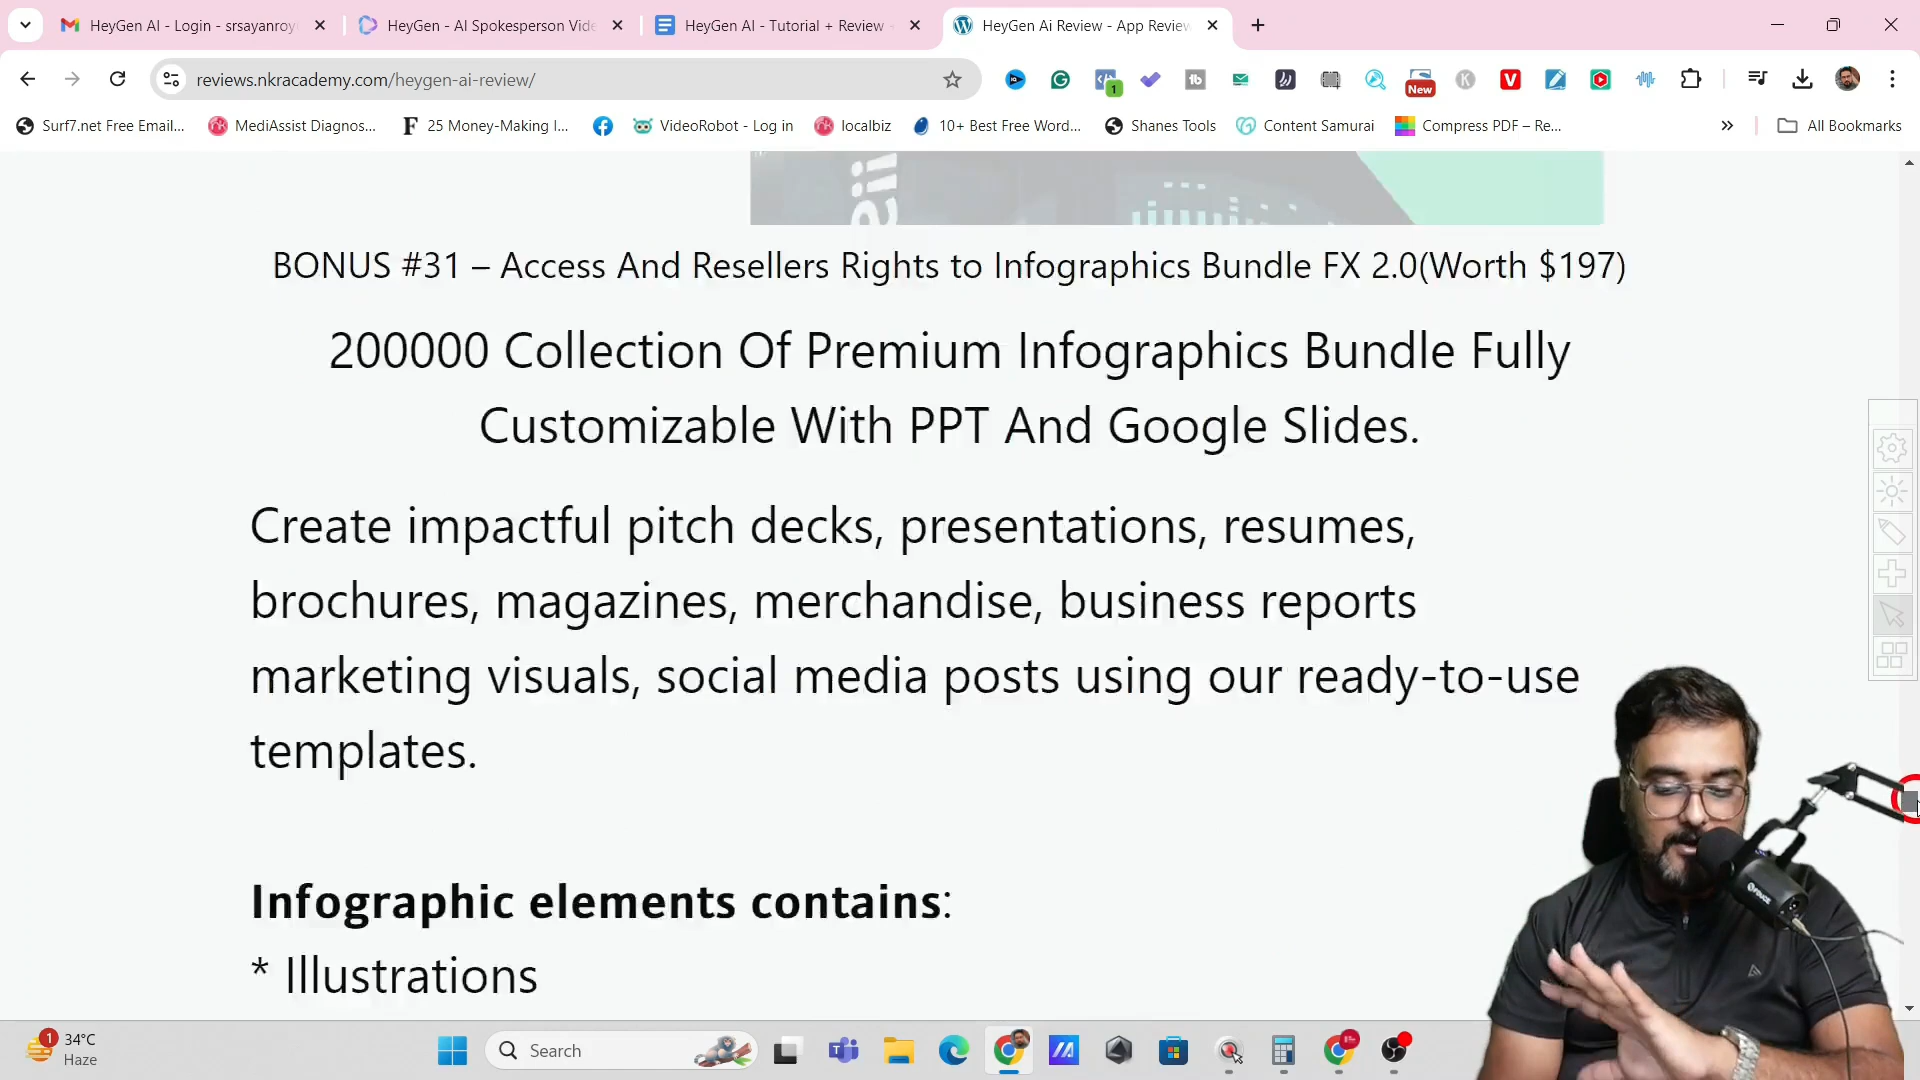 HeyGen AI - Login - srsayanroy
HeyGen - AI Spokesperson Vide
HeyGen AI - Tutorial + Review -
HeyGen Ai Review - App Review
reviews.nkracademy.com/heygen-ai-review/
1
New
Surf7.net Free Email...
MediAssist Diagnos...
25 Money-Making I...
VideoRobot - Log in
localbiz
10+ Best Free Word...
Shanes Tools
Content Samurai
Compress PDF – Re...
All Bookmarks
BONUS #31 – Access And Resellers Rights to Infographics Bundle FX 2.0(Worth $197)
200000 Collection Of Premium Infographics Bundle Fully
Customizable With PPT And Google Slides.
Create impactful pitch decks, presentations, resumes,
brochures, magazines, merchandise, business reports
marketing visuals, social media posts using our ready-to-use
templates.
Infographic elements contains:
* Illustrations
1
34°C
Haze
Search